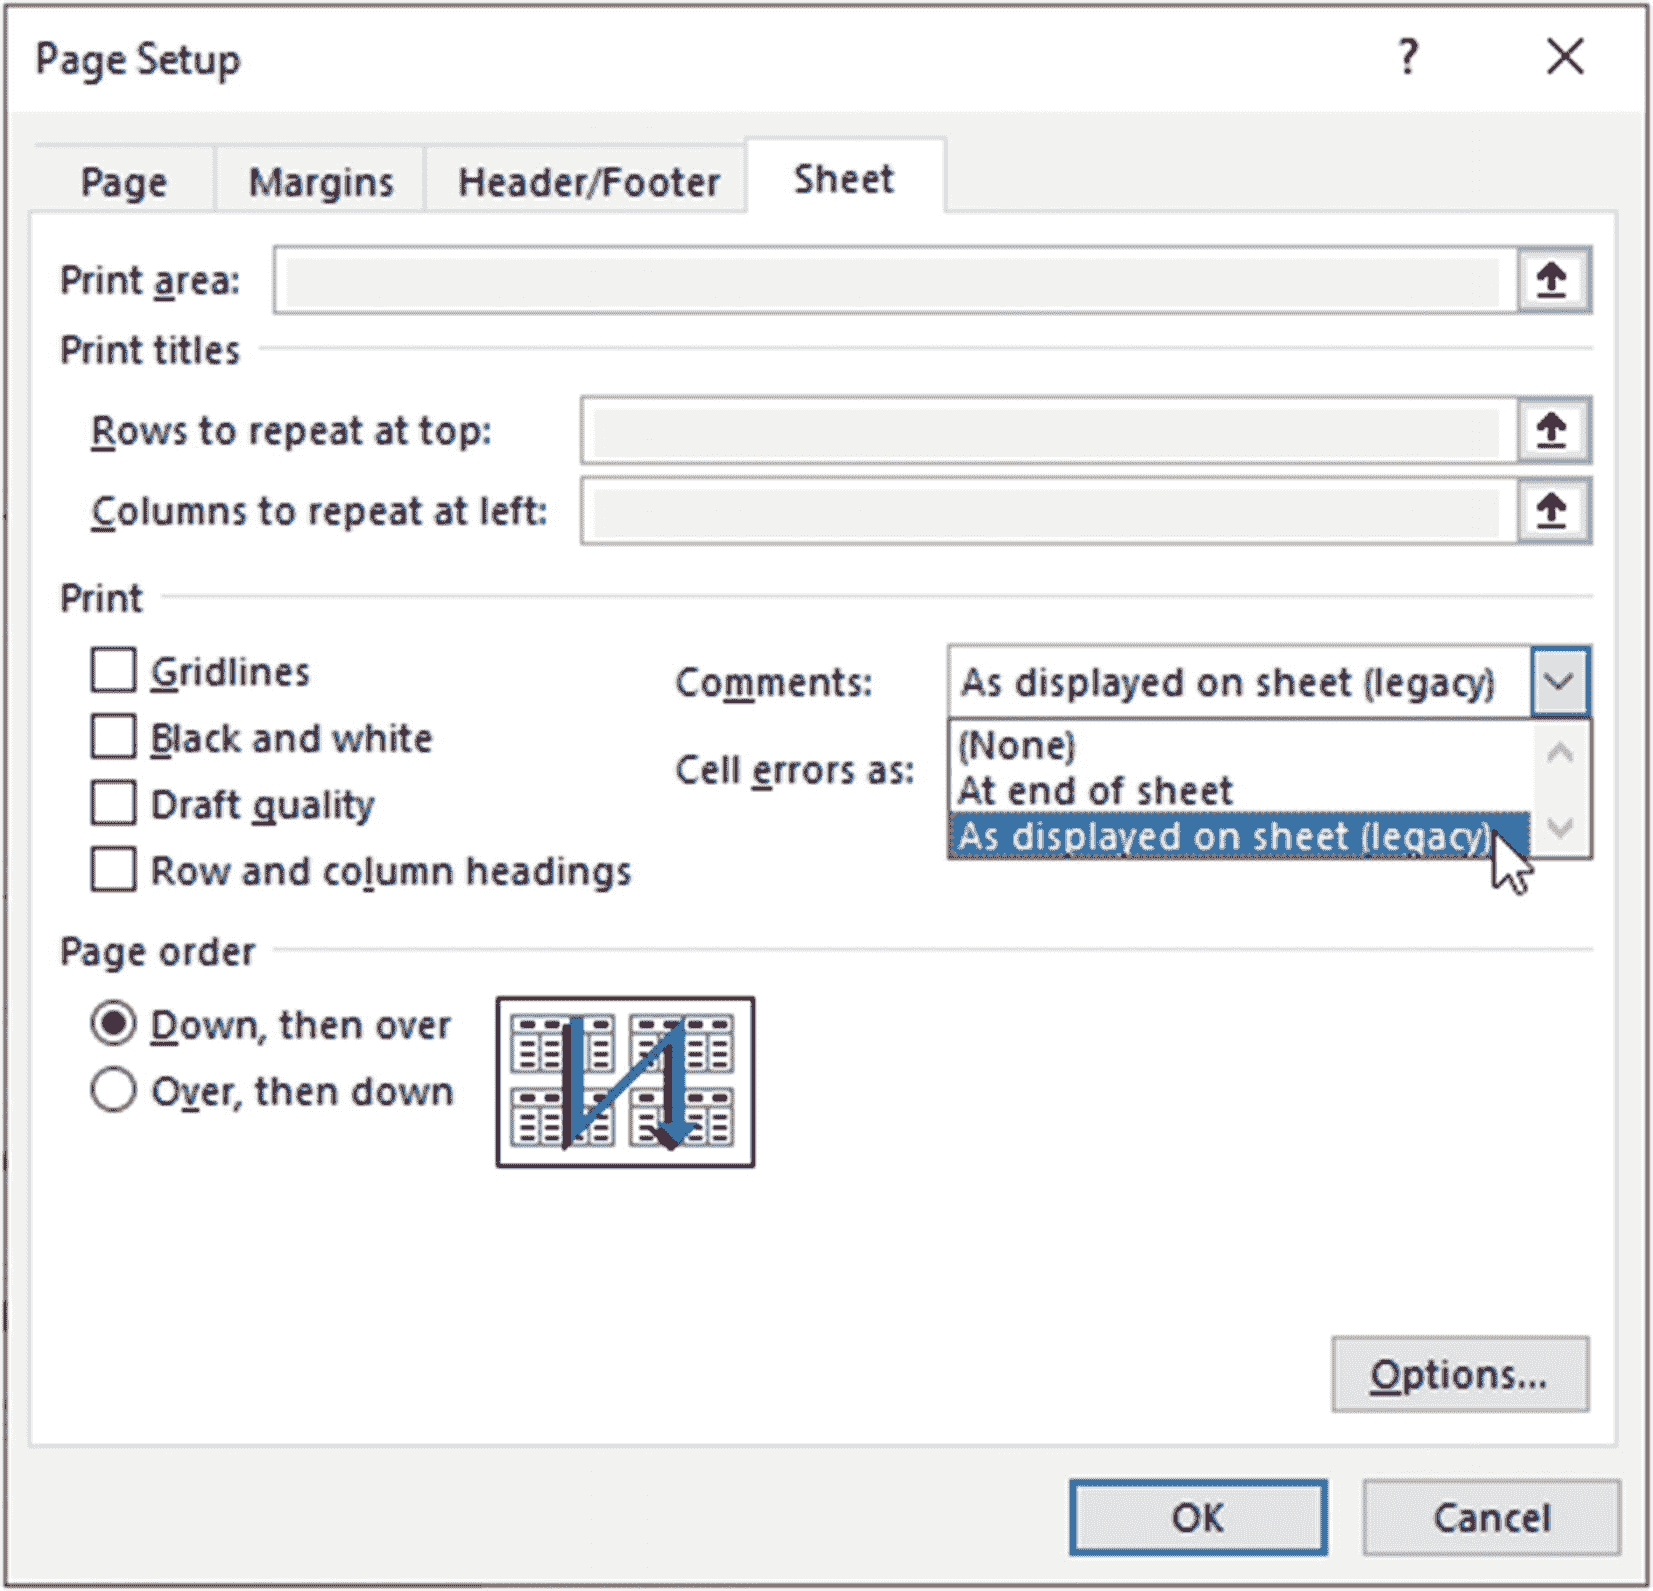 Page Setup ?
Page Margins Header/Footer Sheet
Print area:
Print titles
Rows to repeat at top:
Columns to repeat at left:
Print
Gridlines
Black and white
Draft quality
Row and column headings
Comments: As displayed on sheet (legacy)
(None)
At end of sheet
As displayed on sheet (legacy)
Cell errors as:
Page order
Down, then over
Over, then down
Options...
OK Cancel